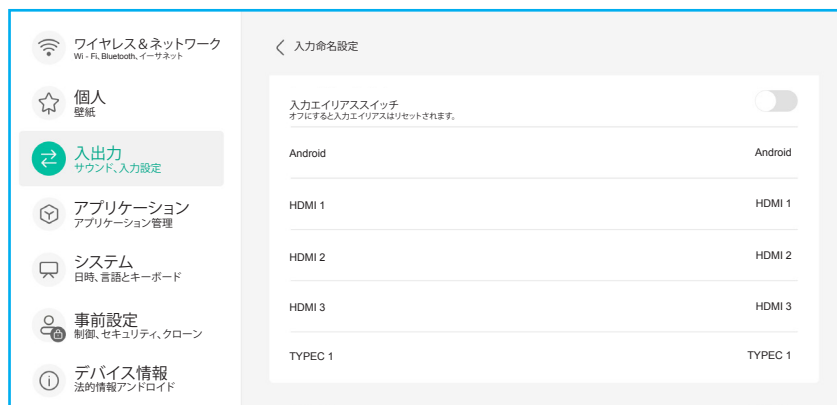 ワイヤレス＆ネットワーク
Wi - Fi、Bluetooth、イーサネット
個人
壁紙
入出力
サウンド、入力設定
アプリケーション
アプリケーション管理
システム
日時、言語とキーボード
事前設定
制御、セキュリティ、クローン
デバイス情報
法的情報アンドロイド
入力命名設定
入力エイリアススイッチ
オフにすると入力エイリアスはリセットされます。
Android Android
HDMI 1 HDMI 1
HDMI 2 HDMI 2
HDMI 3 HDMI 3
TYPEC 1 TYPEC 1